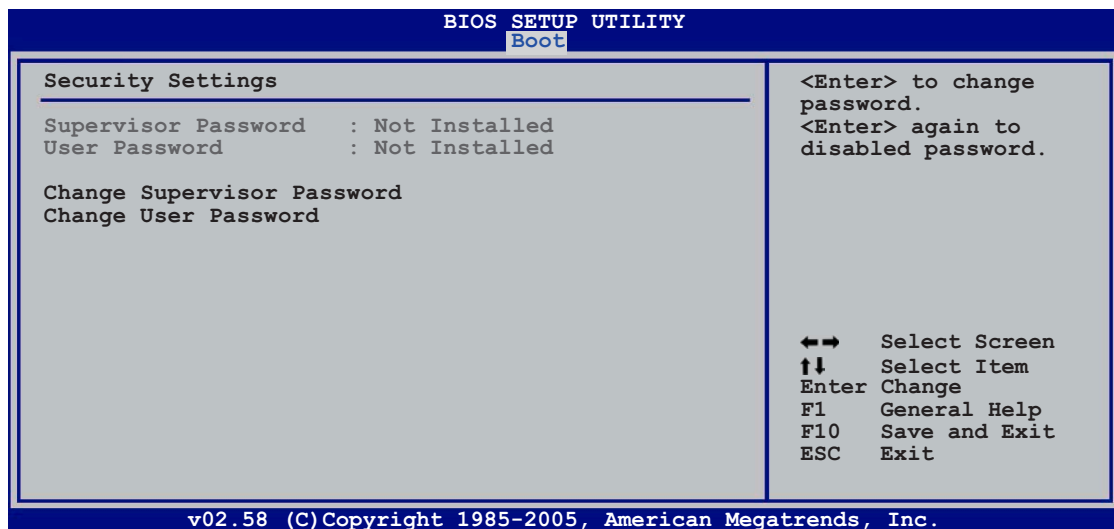 BIOS SETUP UTILITY
Boot
Security Settings
Supervisor Password : Not Installed
User Password : Not Installed
Change Supervisor Password
Change User Password
<Enter> to change
password.
<Enter> again to
disabled password.
←→ Select Screen
↑↓ Select Item
Enter Change
F1 General Help
F10 Save and Exit
ESC Exit
v02.58 (C)Copyright 1985-2005, American Megatrends, Inc.